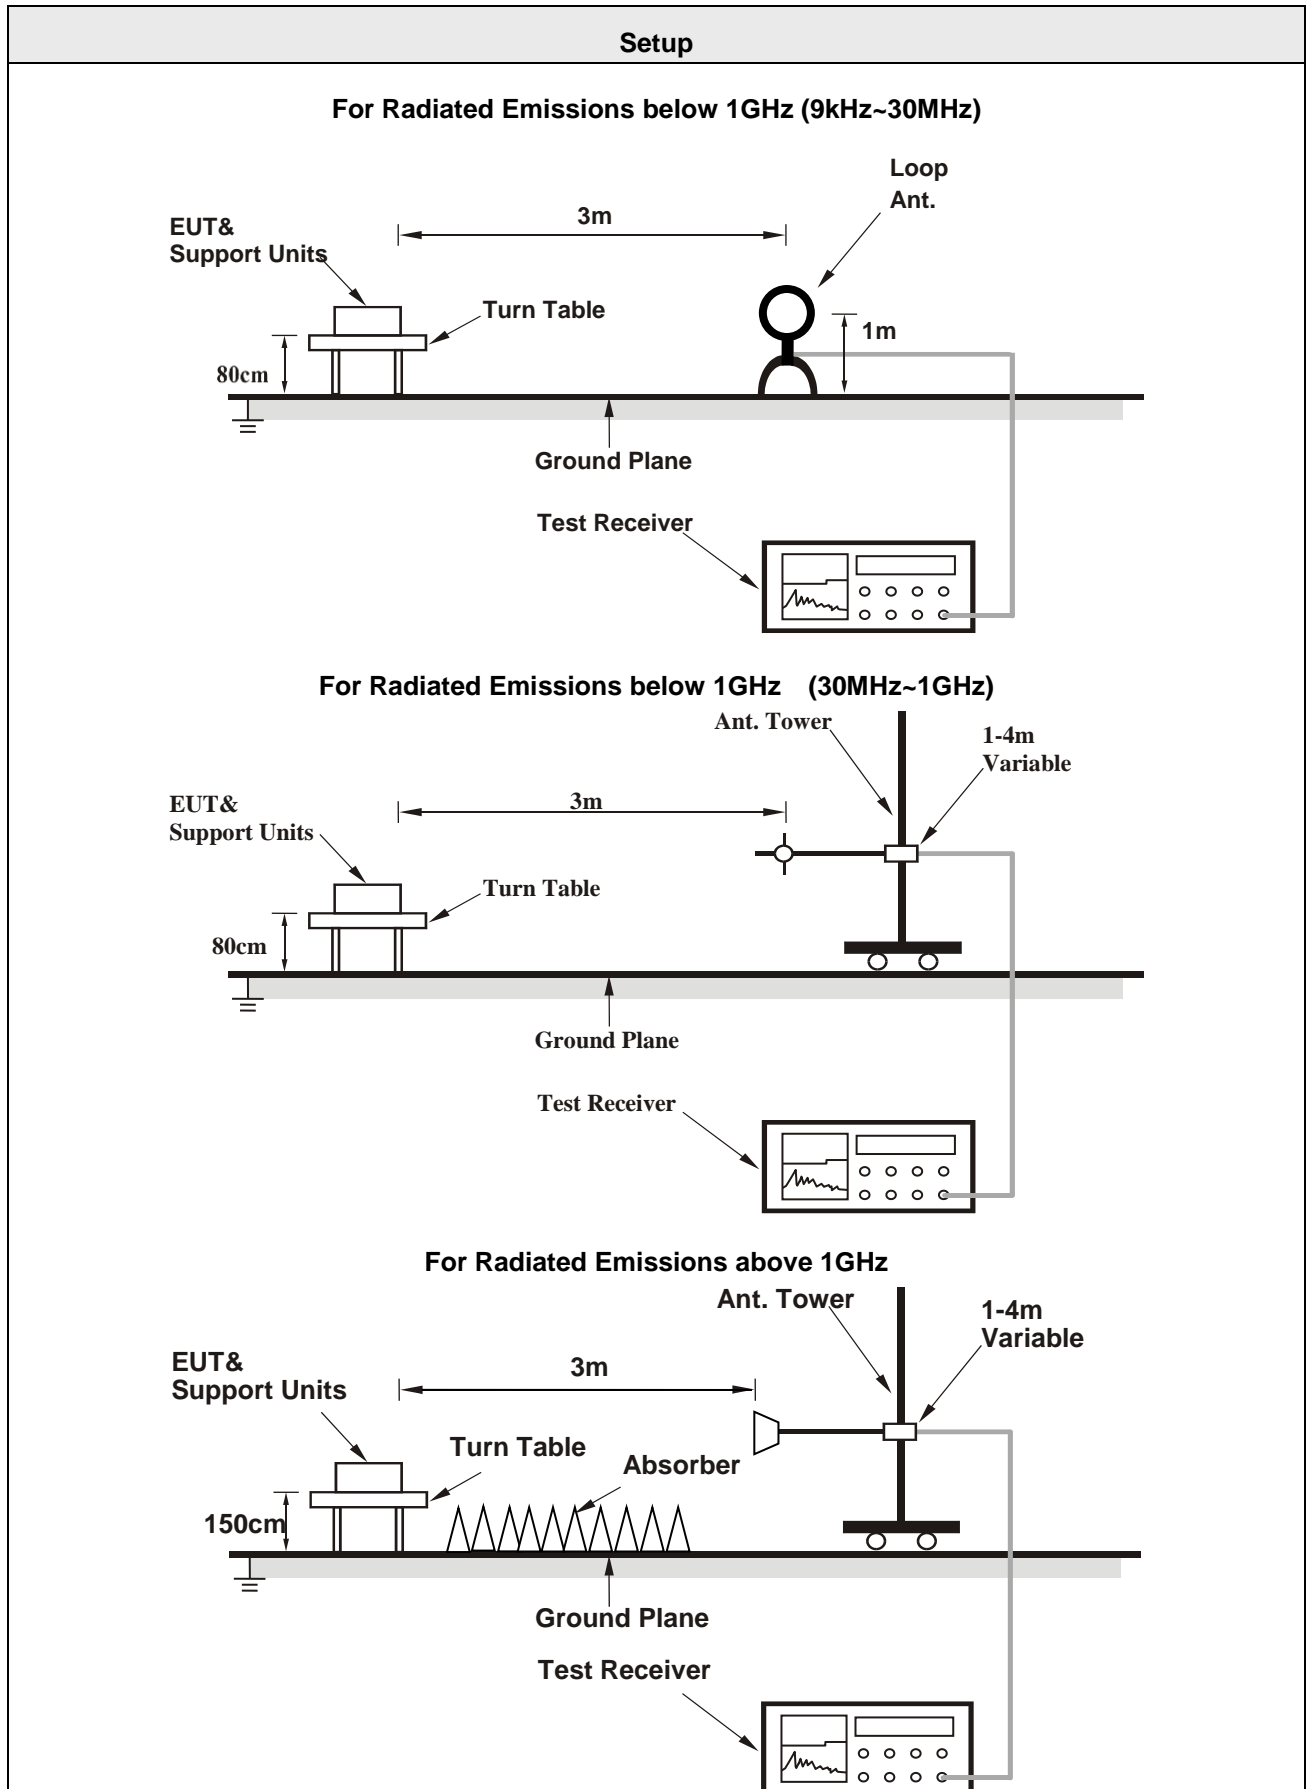 Setup
For Radiated Emissions below 1GHz (9kHz~30MHz)
Loop
Ant.
3m
EUT&
Support Units
Turn Table
1m
80cm
Ground Plane
Test Receiver
For Radiated Emissions below 1GHz (30MHz~1GHz)
Ant. Tower
1-4m
Variable
3m
EUT&
Support Units
Turn Table
80cm
Ground Plane
Test Receiver
For Radiated Emissions above 1GHz
Ant. Tower
1-4m
Variable
EUT&
Support Units
3m
Turn Table
Absorber
150cm
Ground Plane
Test Receiver